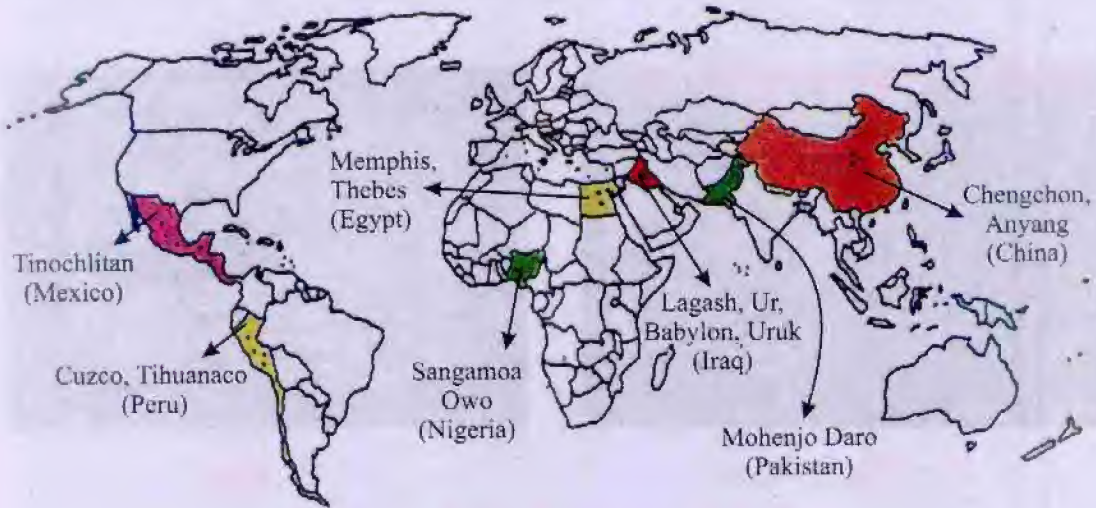 Memphis,
Thebes
(Egypt)
Chengchon,
Anyang
(China)
Tinochlitan
(Mexico)
Lagash, Ur,
Babylon, Uruk
(Iraq)
Cuzco, Tihuanaco
(Peru)
Sangamoa
Owo
(Nigeria)
Mohenjo Daro
(Pakistan)